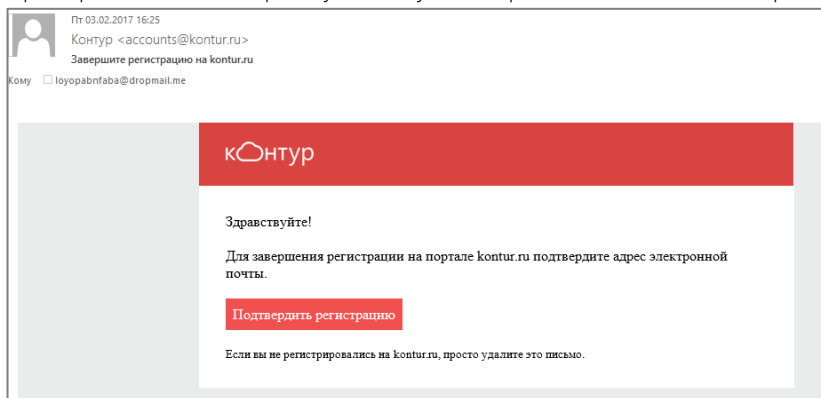 Пт 03.02.2017 16:25
Контур <accounts@kontur.ru>
Завершите регистрацию на kontur.ru
Кому loyopabnfaba@dropmail.me
кОнтур
Здравствуйте!
Для завершения регистрации на портале kontur.ru подтвердите адрес электронной
почты.
Подтвердить регистрацию
Если вы не регистрировались на kontur.ru, просто удалите это письмо.